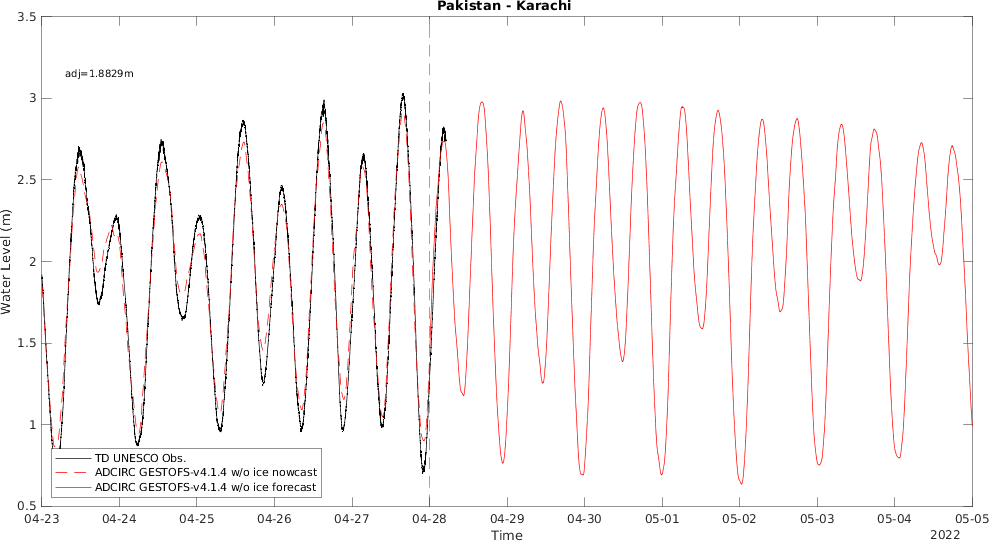 Pakistan - Karachi
3.5
adj=1.8829m
3
2.5
2
1.5
1
0.5
Water Level (m)
TD UNESCO Obs.
ADCIRC GESTOFS-v4.1.4 w/o ice nowcast
ADCIRC GESTOFS-v4.1.4 w/o ice forecast
04-23 04-24 04-25 04-26 04-27 04-28 04-29 04-30 05-01 05-02 05-03 05-04 05-05
Time
2022